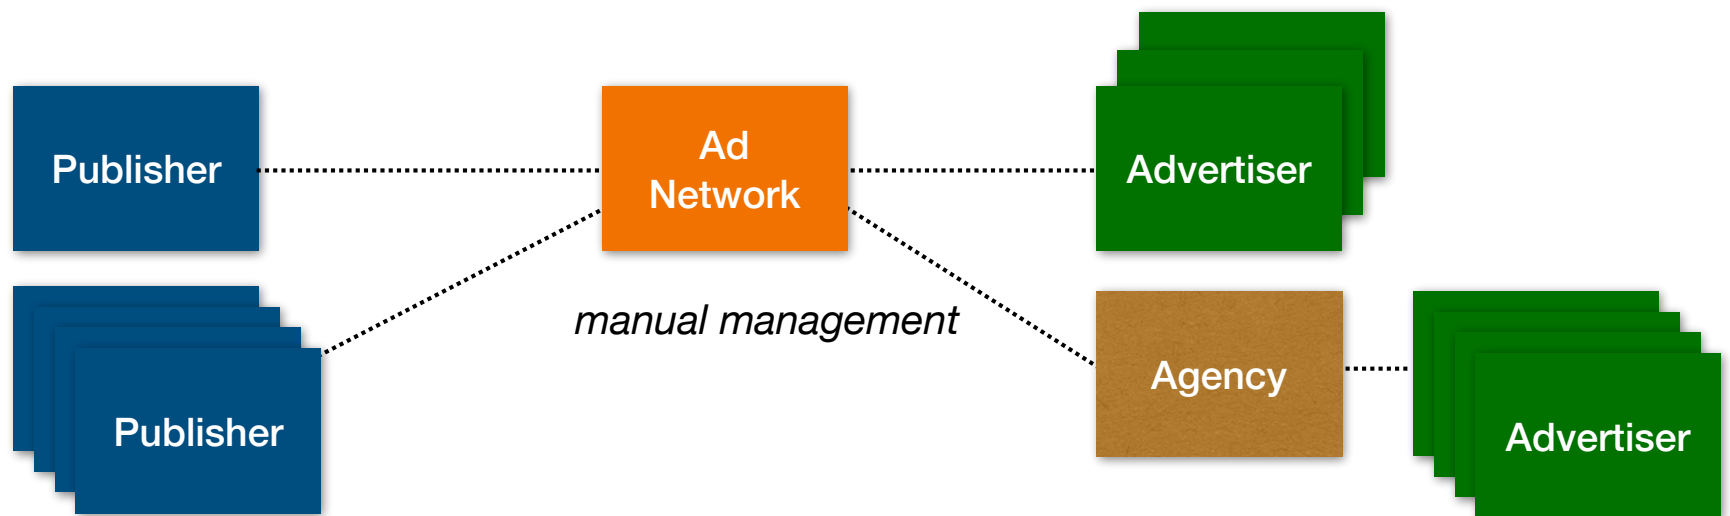 Publisher
Ad
Network
Advertiser
manual management
Agency
Publisher
Advertiser